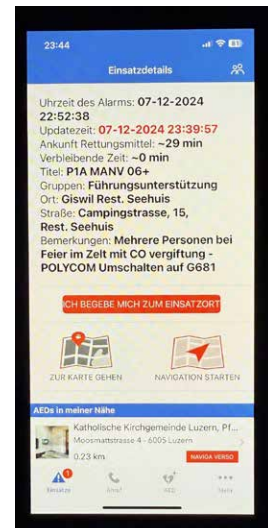 23:44
Einsatzdetails
Uhrzeit des Alarms: 07-12-2024
22:52:38
Updatezeit: 07-12-2024 23:39:57
Ankunft Rettungsmittel: ~29 min
Verbleibende Zeit: ~0 min
Titel: P1A MANV 06+
Gruppen: Führungsunterstützung
Ort: Giswil Rest. Seehuis
Straße: Campingstrasse, 15,
Rest. Seehuis
Bemerkungen: Mehrere Personen bei
Feier im Zelt mit CO vergiftung -
POLYCOM Umschalten auf G681
ICH BEGEBE MICH ZUM EINSATZORT
ZUR KARTE GEHEN
NAVIGATION STARTEN
AEDs in meiner Nähe
Katholische Kirchgemeinde Luzern, Pf...
Moosmattstrasse 4 - 6005 Luzern
0.23 km
NAVIGA VERSO
Einsätze
AED
Mehr